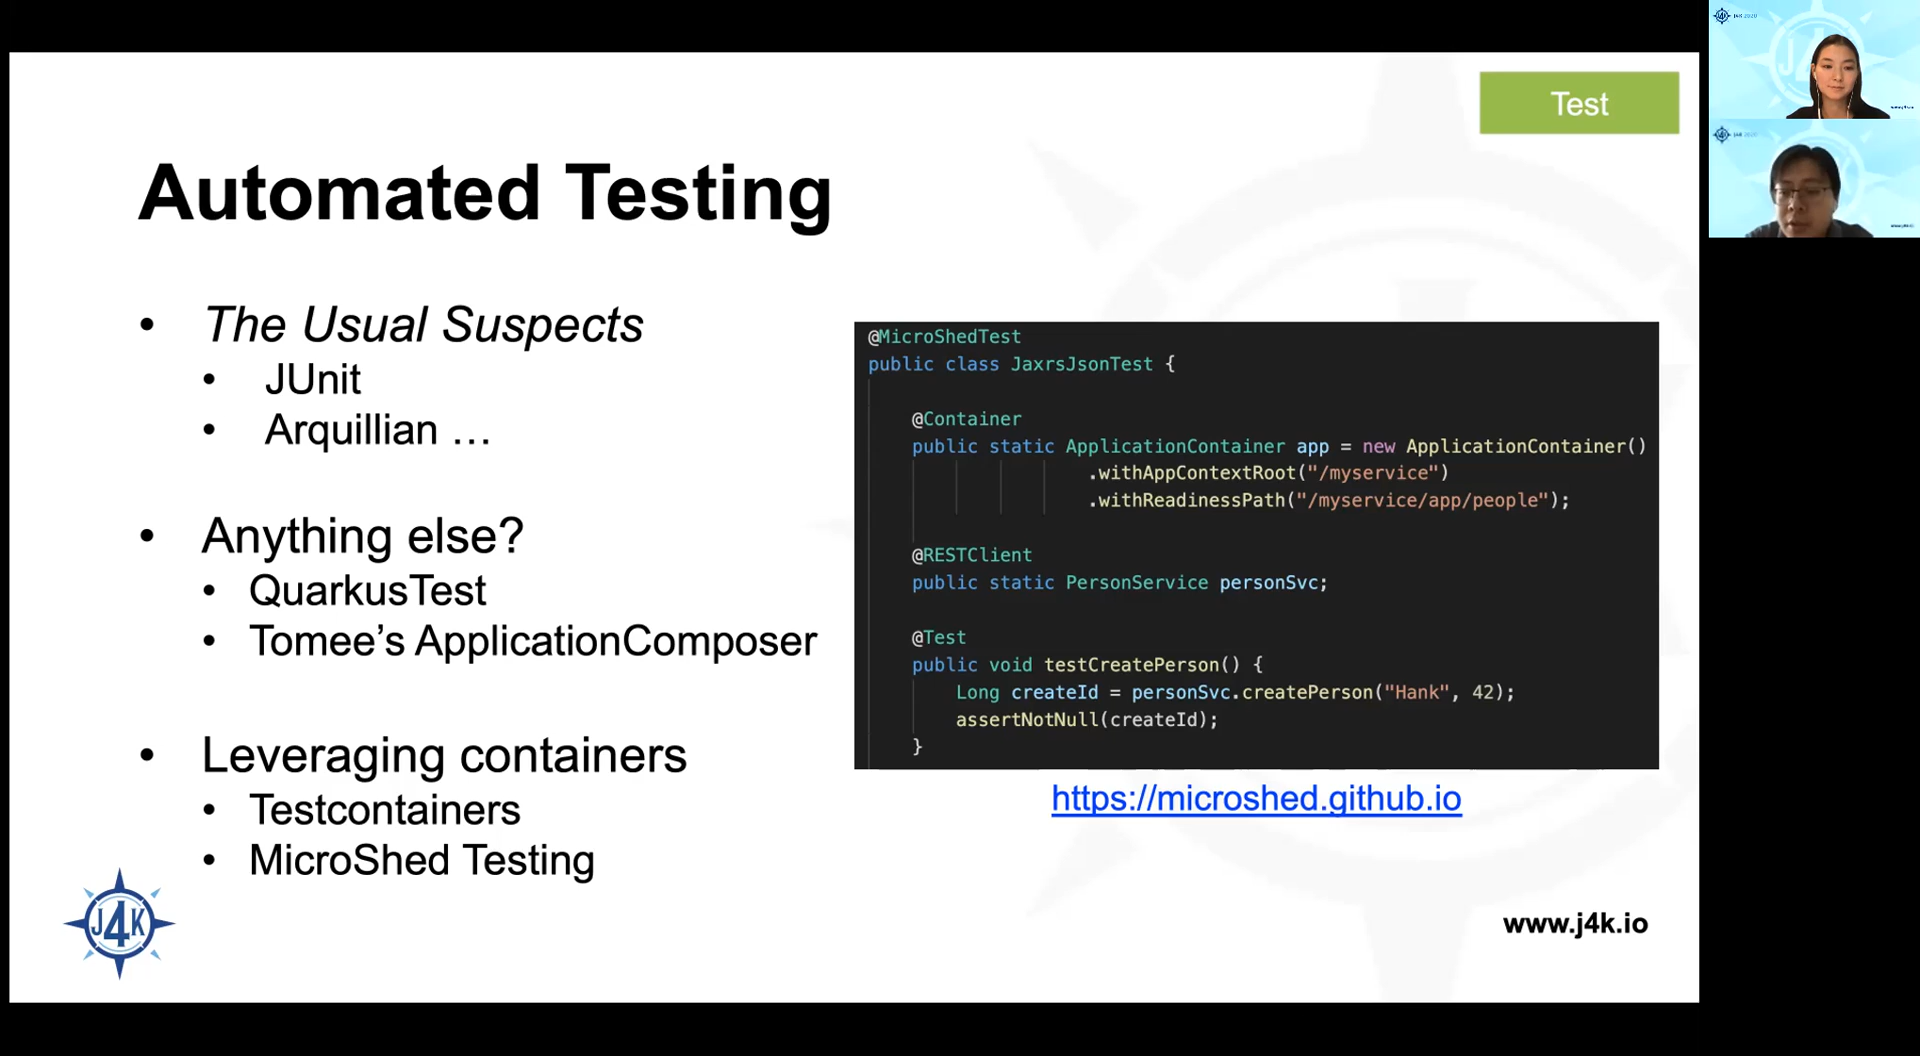 Test
Automated Testing
• The Usual Suspects
• JUnit
• Arquillian …
• Anything else?
• QuarkusTest
• Tomee’s ApplicationComposer
• Leveraging containers
• Testcontainers
• MicroShed Testing
@MicroShedTest
public class JaxrsJsonTest {
@Container
public static ApplicationContainer app = new ApplicationContainer()
.withAppContextRoot("/myservice")
.withReadinessPath("/myservice/app/people");
@RESTClient
public static PersonService personSvc;
@Test
public void testCreatePerson() {
Long createId = personSvc.createPerson("Hank", 42);
assertNotNull(createId);
}
https://microshed.github.io
J4K
www.j4k.io